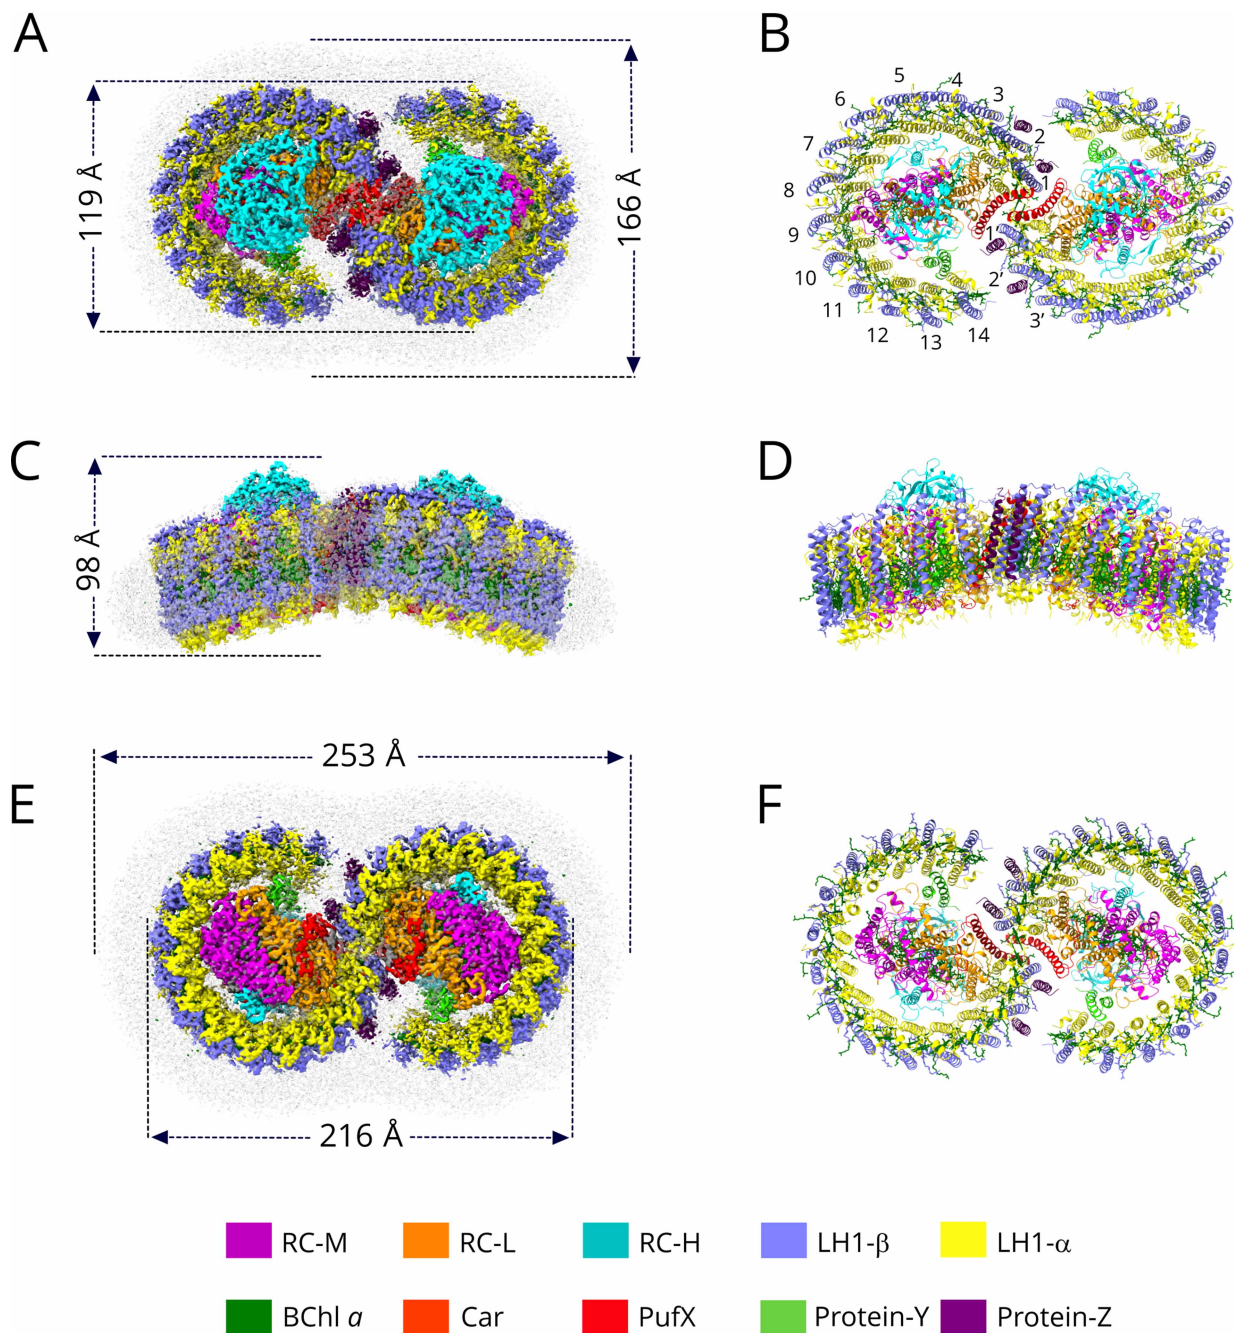 A
B
119 Å
166 Å
5
4
3
6
2
7
1
8
9
1'
10
2'
11
3'
12
13
14
C
D
98 Å
253 Å
E
F
216 Å
RC-M
RC-L
RC-H
LH1-β
LH1-α
BChl a
Car
PufX
Protein-Y
Protein-Z